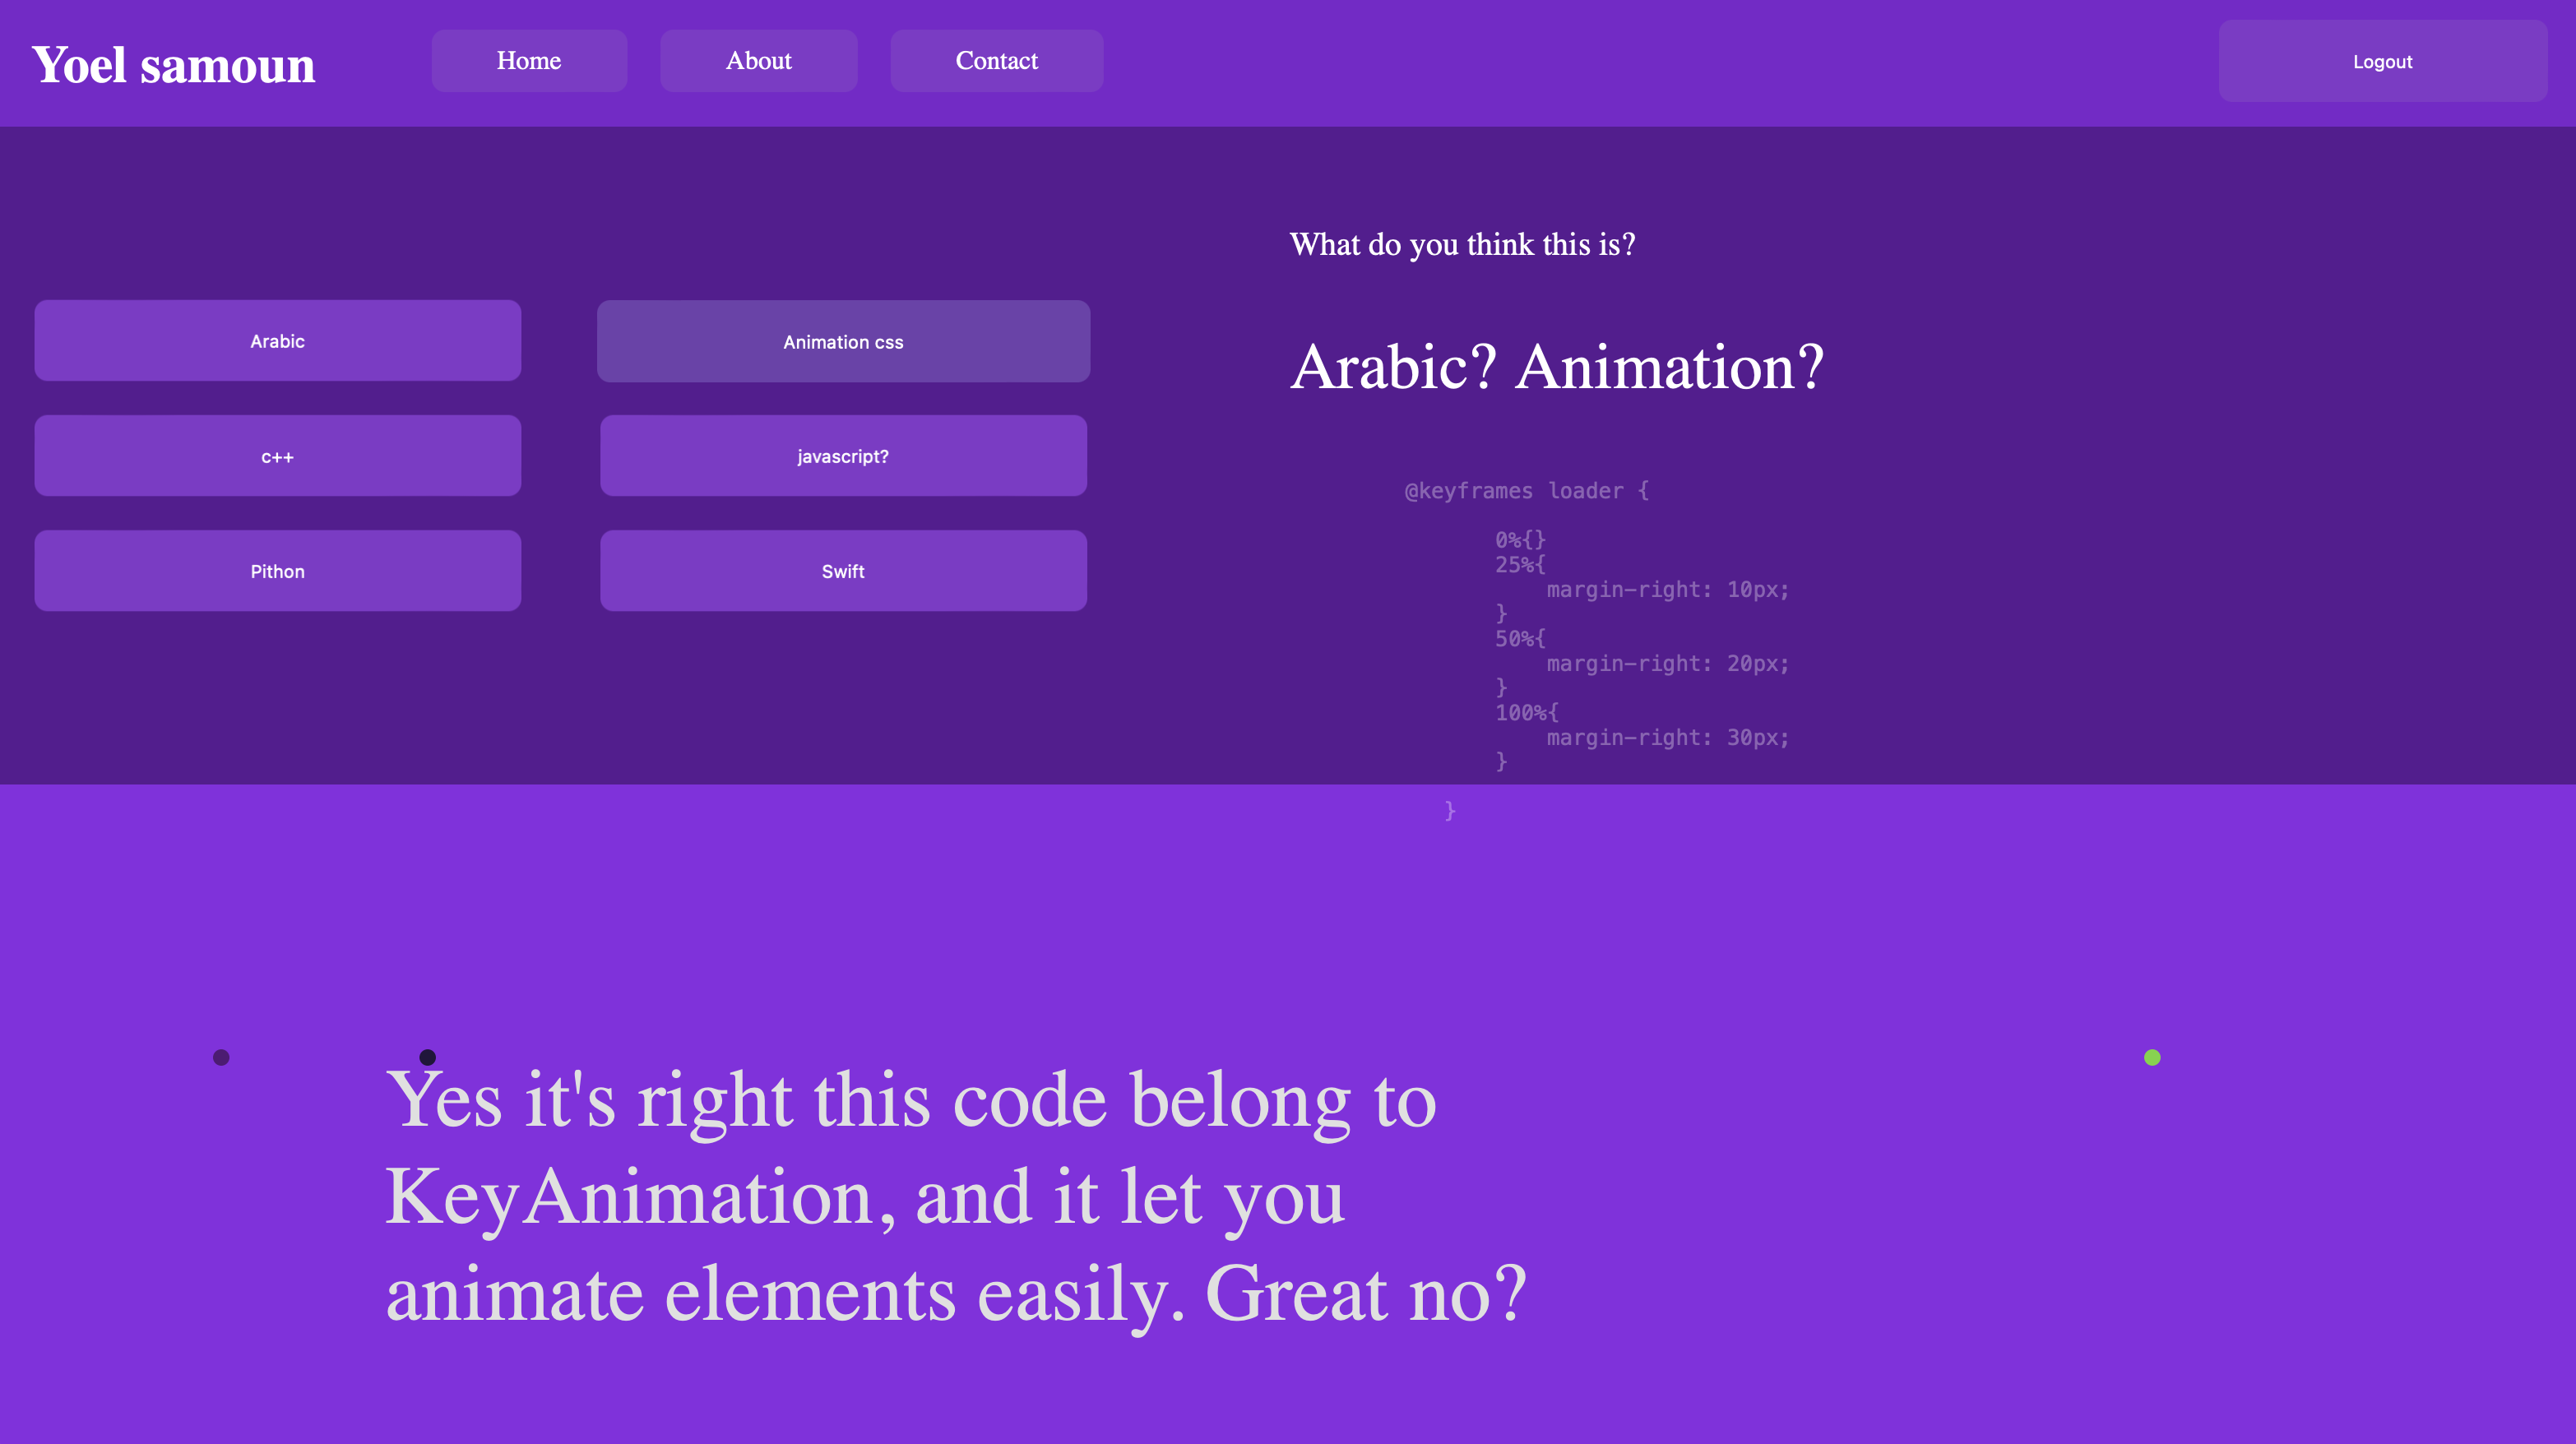 Yoel samoun
Home
About
Contact
Logout
Arabic
Animation css
c++
javascript?
Pithon
Swift
What do you think this is?
Arabic? Animation?
@keyframes loader {
0%{}
25%{
margin-right: 10px;
}
50%{
margin-right: 20px;
}
100%{
margin-right: 30px;
}
}
Yes it's right this code belong to
KeyAnimation, and it let you
animate elements easily. Great no?